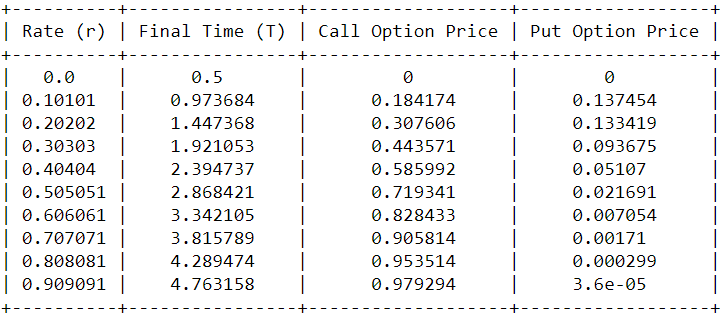 +----------+----------------+-------------------+------------------+
| Rate (r) | Final Time (T) | Call Option Price | Put Option Price |
+----------+----------------+-------------------+------------------+
|   0.0    |      0.5       |         0         |        0         |
| 0.10101  |    0.973684    |      0.184174     |     0.137454     |
| 0.20202  |    1.447368    |      0.307606     |     0.133419     |
| 0.30303  |    1.921053    |      0.443571     |     0.093675     |
| 0.40404  |    2.394737    |      0.585992     |     0.05107      |
| 0.505051 |    2.868421    |      0.719341     |     0.021691     |
| 0.606061 |    3.342105    |      0.828433     |     0.007054     |
| 0.707071 |    3.815789    |      0.905814     |     0.00171      |
| 0.808081 |    4.289474    |      0.953514     |     0.000299     |
| 0.909091 |    4.763158    |      0.979294     |     3.6e-05      |
+----------+----------------+-------------------+------------------+